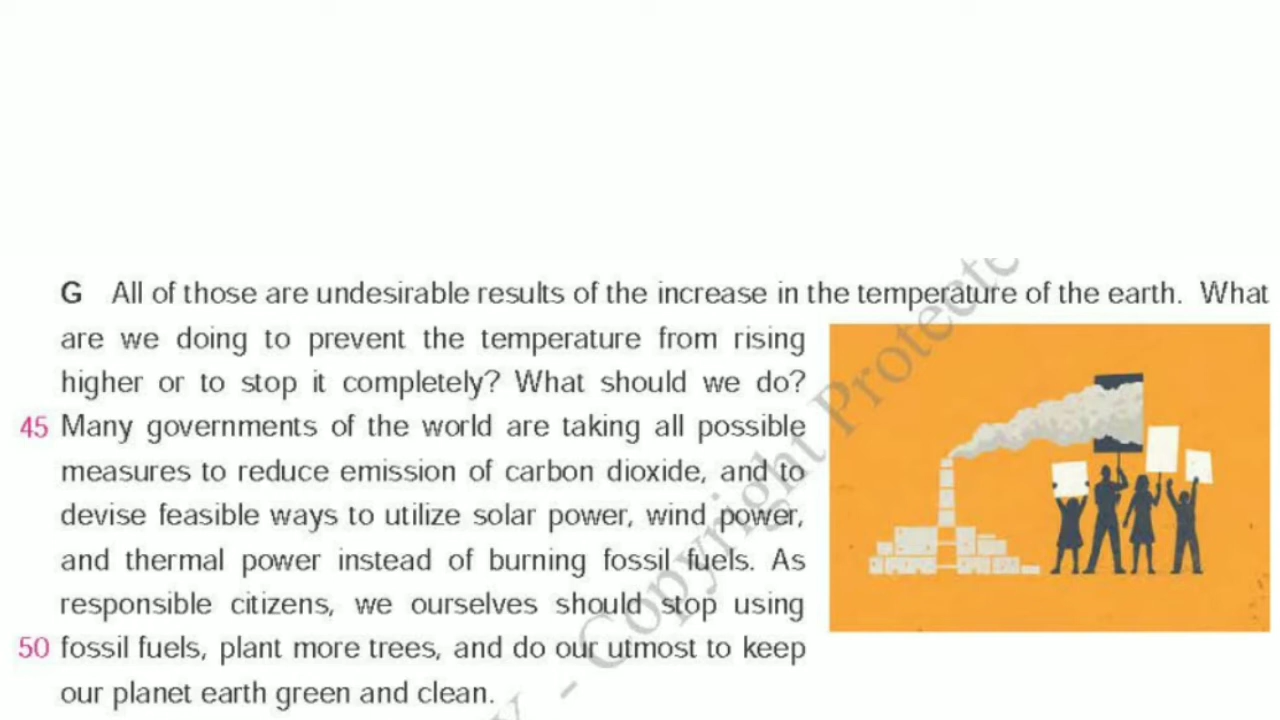 G All of those are undesirable results of the increase in the temperature of the earth. What
are we doing to prevent the temperature from rising
higher or to stop it completely? What should we do?
45 Many governments of the world are taking all possible
measures to reduce emission of carbon dioxide, and to
devise feasible ways to utilize solar power, wind power,
and thermal power instead of burning fossil fuels. As
responsible citizens, we ourselves should stop using
50 fossil fuels, plant more trees, and do our utmost to keep
our planet earth green and clean.
- Copyright